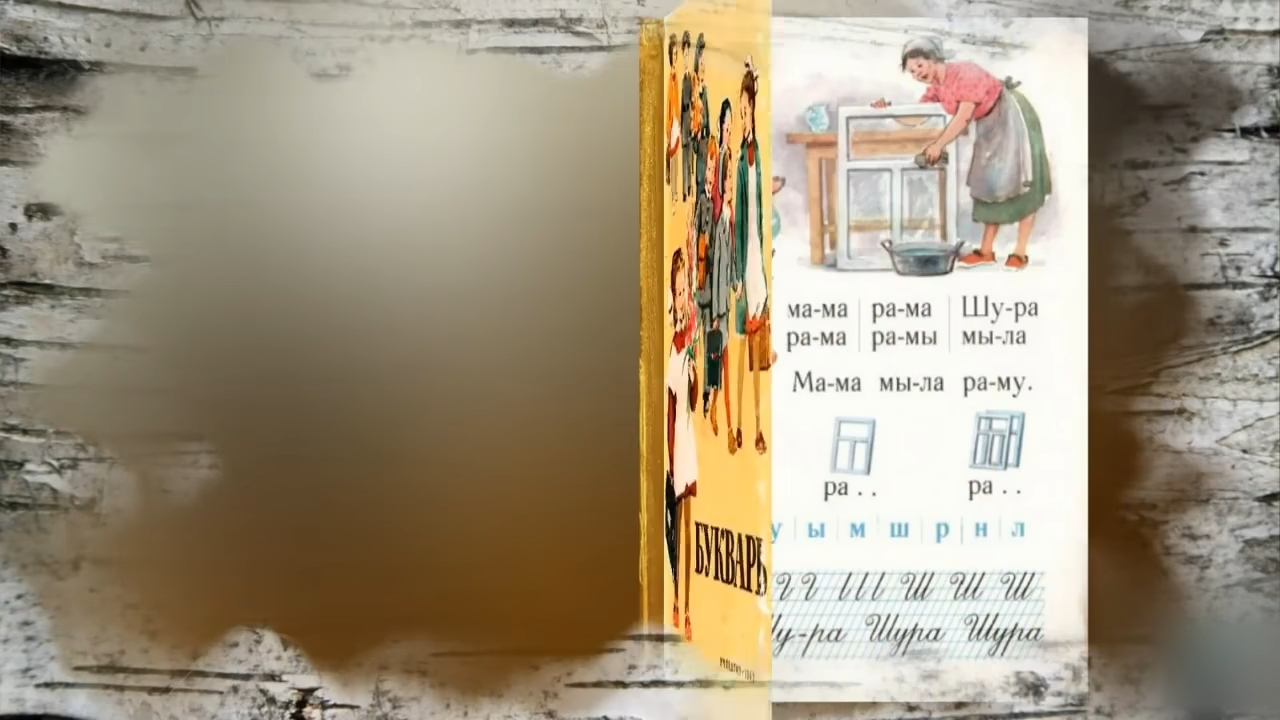 БУКВАРЬ
ма-ма ра-ма Шу-ра
ра-ма ра-мы мы-ла
Ма-ма мы-ла ра-му.
ра . . ра . .
у ы м ш р н л
Ш Ш Ш
у-ра Шура Шура